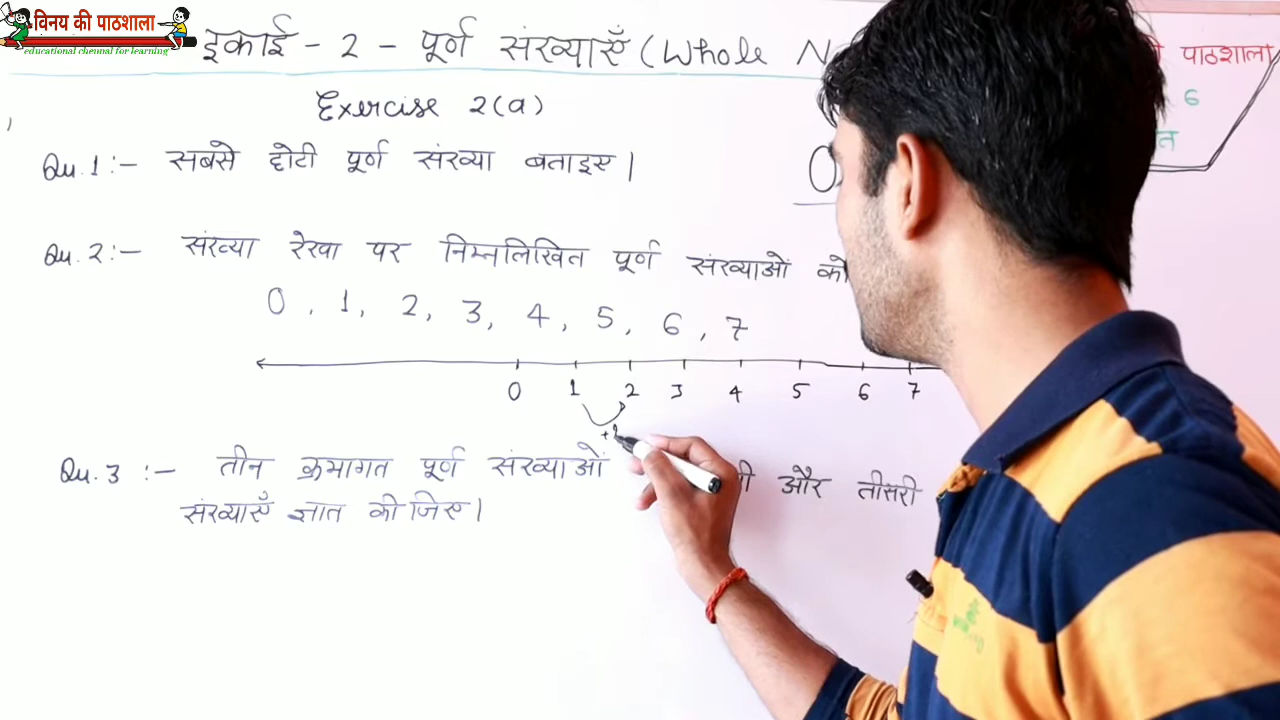 विनय की पाठशाला
educational chennal for learning
इकाई - 2 - पूर्ण संख्याएँ (Whole
पाठशाला
6
Exercise 2(a)
Qu. 1 :- सबसे छोटी पूर्ण संख्या बताइए। 0
Qu. 2 :- संख्या रेखा पर निम्नलिखित पूर्ण संख्याओं को
0, 1, 2, 3, 4, 5, 6, 7
0 1 2 3 4 5 6 7
Qu. 3 :- तीन क्रमागत पूर्ण संख्याओं और तीसरी
संख्याएँ ज्ञात कीजिए।